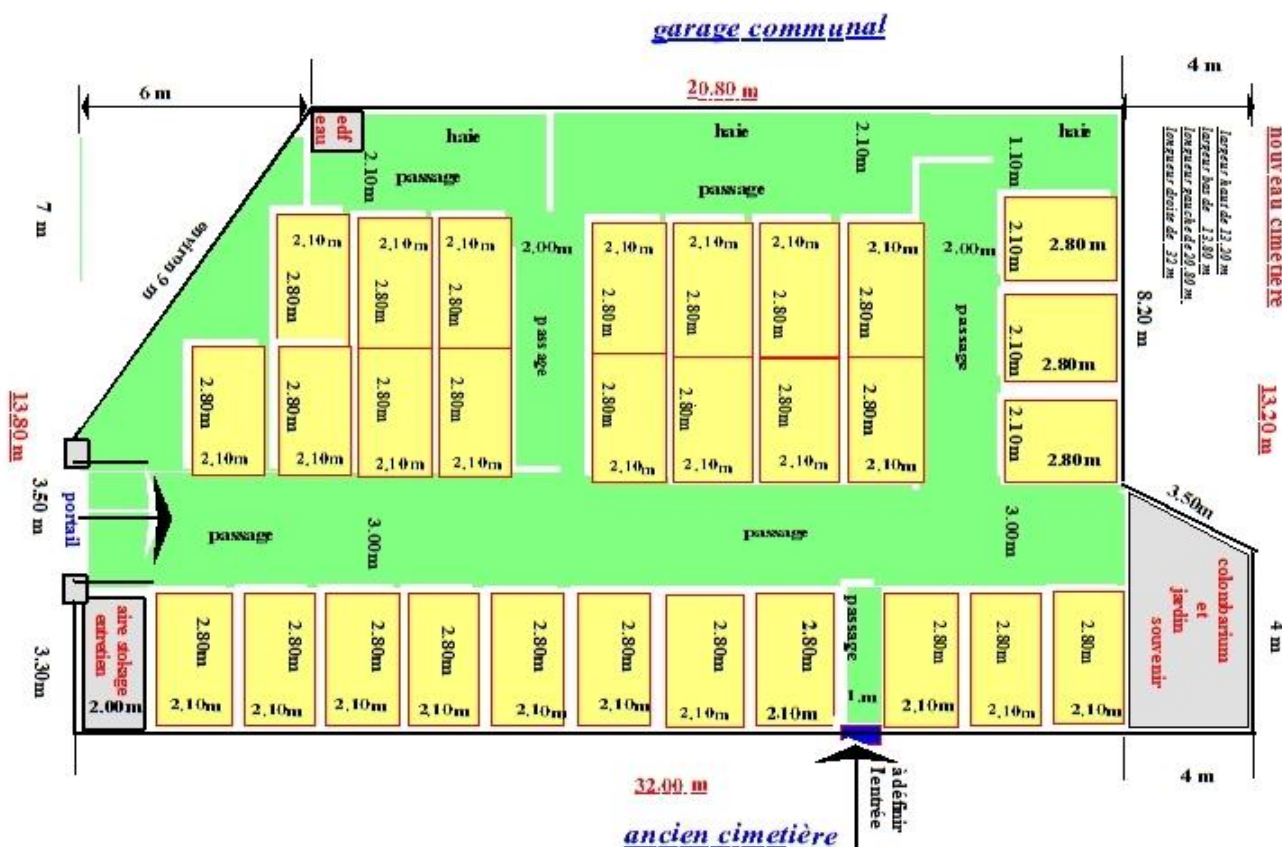 garage communal
6 m
20.80 m
4 m
nouveau cimetière
largeur haut de 13.20 m
largeur bas de 13.80 m
longueur gauche de 20.80 m.
longueur droite de 32 m
edf
eau
haie
haie
haie
2.10m
2.10m
1.10m
passage
passage
7 m
environ 9 m
2.10m
2.10m
2.10m
2.00m
2.10m
2.10m
2.10m
2.10m
2.00m
2.10m
2.80m
2.80m
2.80m
2.80m
2.80m
2.80m
2.80m
2.80m
passage
passage
2.10m
2.80m
8.20 m
13.20 m
13.80 m
2.80m
2.80m
2.80m
2.80m
2.80m
2.80m
2.80m
2.80m
2.10m
2.80m
2.10m
2.10m
2.10m
2.10m
2.10m
2.10m
2.10m
2.10m
3.50 m
portail
passage
3.00m
passage
3.00m
3.50m
colombarium
et
jardin
souvenir
4 m
3.30m
aire stokage
entretien
2.00m
2.80m
2.80m
2.80m
2.80m
2.80m
2.80m
2.80m
2.80m
passage
1.m
2.80m
2.80m
2.80m
2.10m
2.10m
2.10m
2.10m
2.10m
2.10m
2.10m
2.10m
2.10m
2.10m
2.10m
32.00 m
à définir
l'entrée
4 m
ancien cimetière